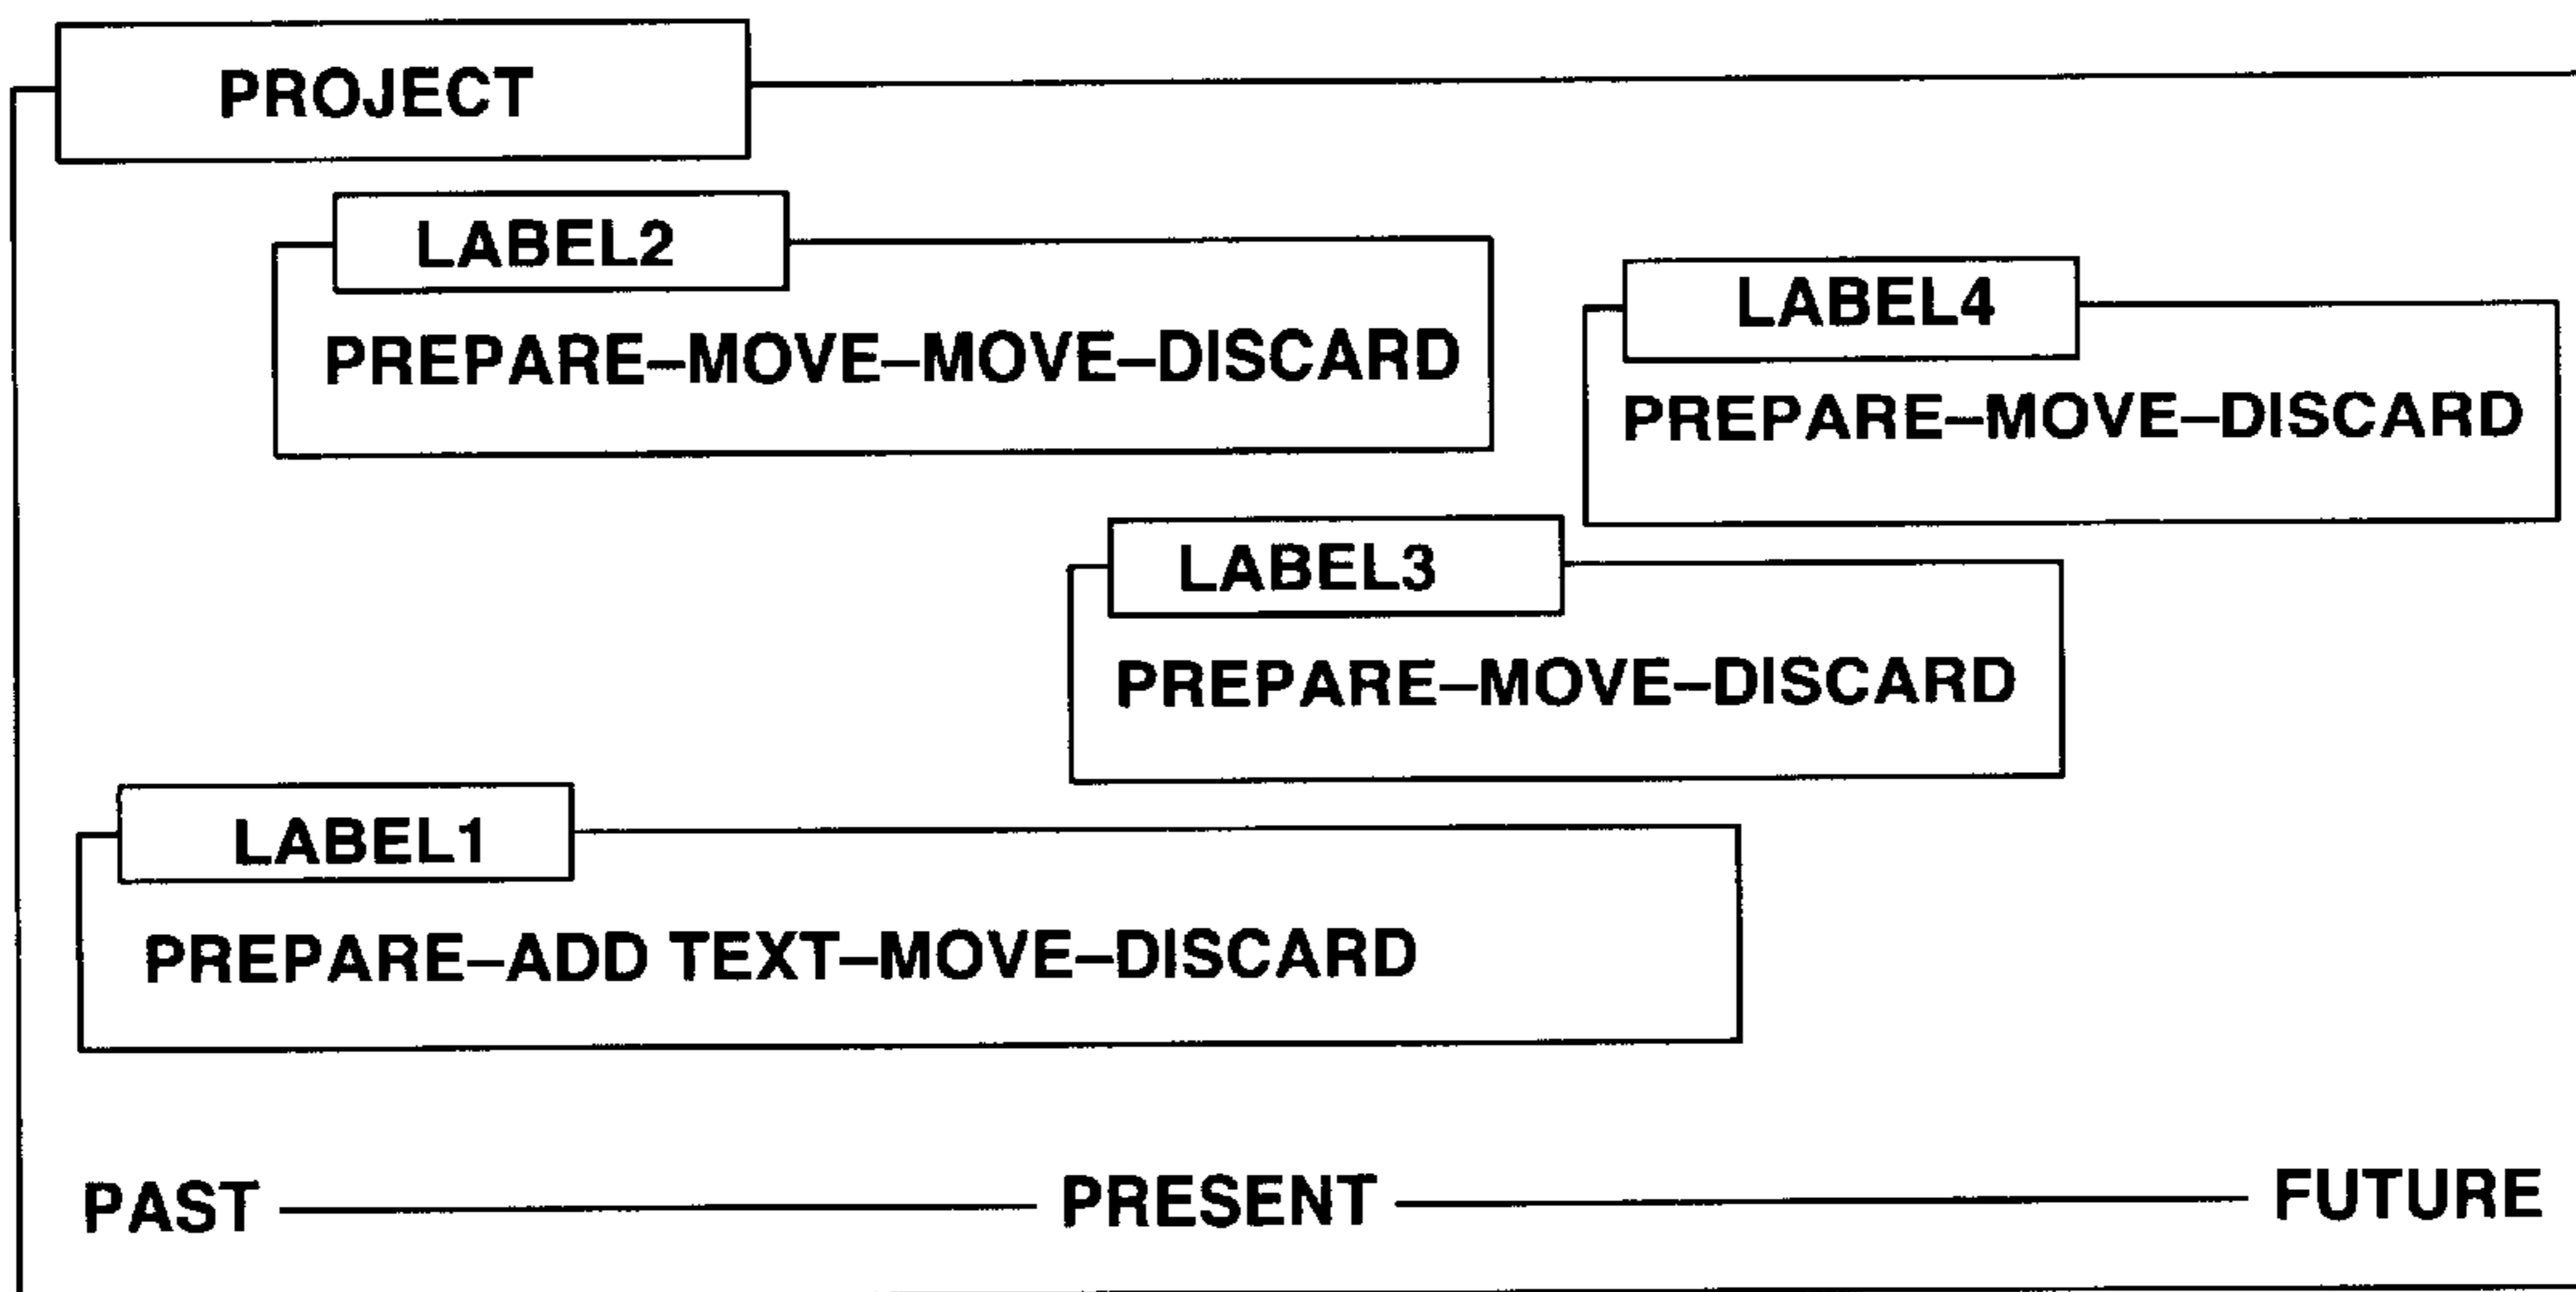 PROJECT
LABEL2
PREPARE–MOVE–MOVE–DISCARD
LABEL4
PREPARE–MOVE–DISCARD
LABEL3
PREPARE–MOVE–DISCARD
LABEL1
PREPARE–ADD TEXT–MOVE–DISCARD
PAST PRESENT FUTURE